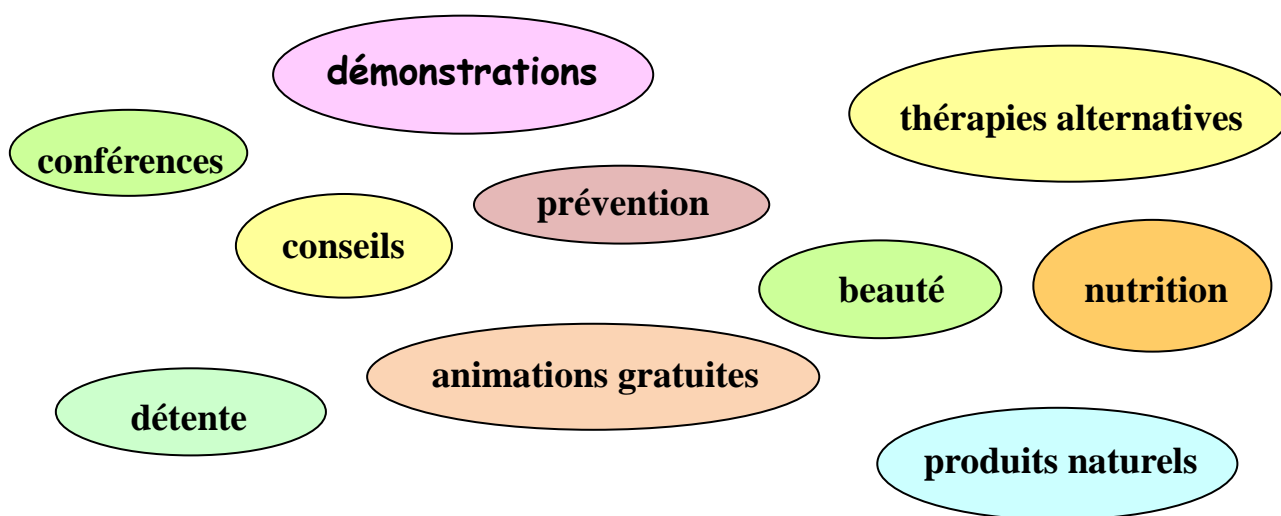 démonstrations
thérapies alternatives
conférences
prévention
conseils
beauté
nutrition
animations gratuites
détente
produits naturels